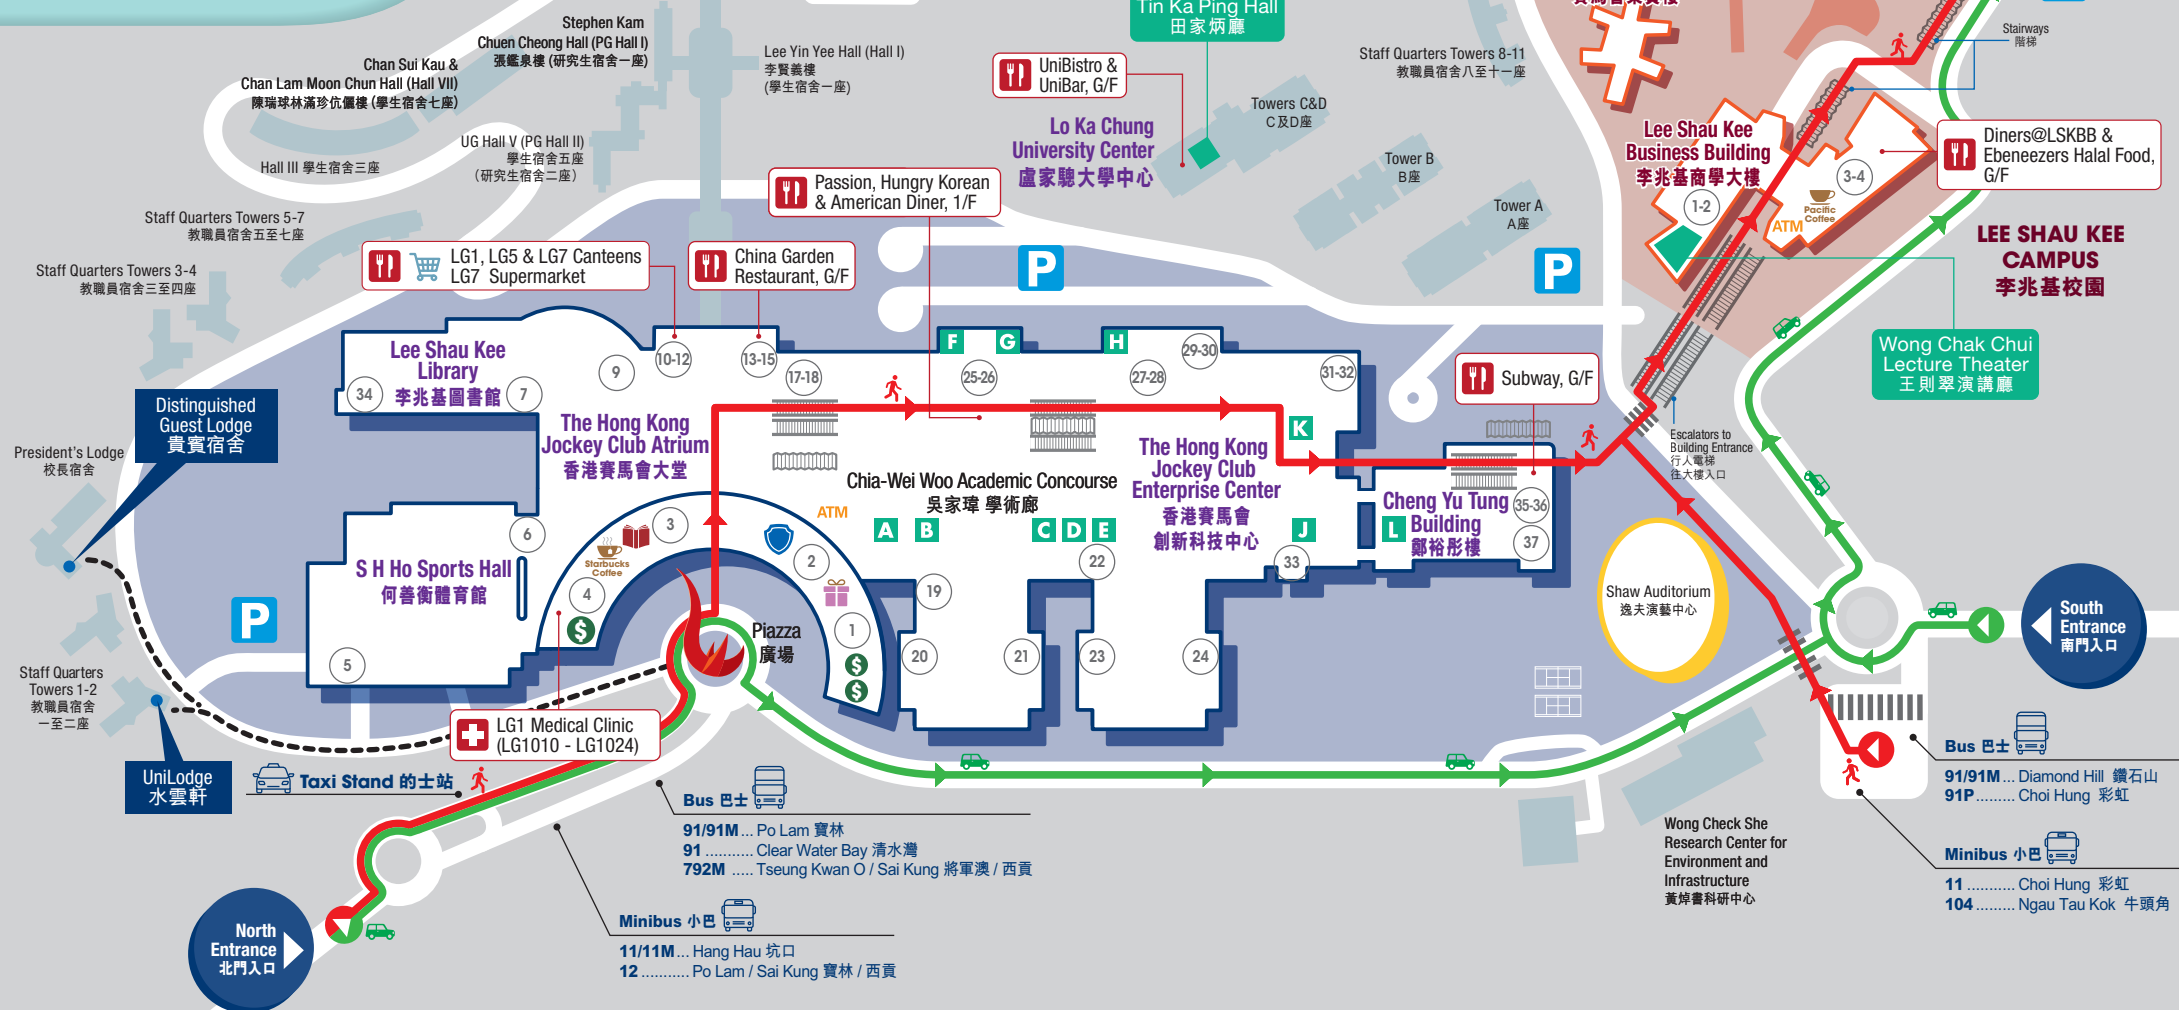 Tin Ka Ping Hall
田家炳廳
Stephen Kam
Chuen Cheong Hall (PG Hall I)
張鑑泉樓 (研究生宿舍一座)
Chan Sui Kau &
Chan Lam Moon Chun Hall (Hall VII)
陳瑞球林滿珍伉儷樓 (學生宿舍七座)
Lee Yin Yee Hall (Hall I)
李賢義樓
(學生宿舍一座)
UniBistro &
UniBar, G/F
Staff Quarters Towers 8-11
教職員宿舍八至十一座
Stairways
階梯
Towers C&D
C及D座
Lo Ka Chung
University Center
盧家驄大學中心
Lee Shau Kee
Business Building
李兆基商學大樓
1-2
3-4
Pacific
Coffee
ATM
Diners@LSKBB &
Ebeneezers Halal Food,
G/F
UG Hall V (PG Hall II)
學生宿舍五座
(研究生宿舍二座)
Hall III 學生宿舍三座
Tower B
B座
Tower A
A座
Passion, Hungry Korean
& American Diner, 1/F
Staff Quarters Towers 5-7
教職員宿舍五至七座
LEE SHAU KEE
CAMPUS
李兆基校園
Staff Quarters Towers 3-4
教職員宿舍三至四座
LG1, LG5 & LG7 Canteens
LG7 Supermarket
China Garden
Restaurant, G/F
P
P
Wong Chak Chui
Lecture Theater
王則翠演講廳
Lee Shau Kee
Library
李兆基圖書館
34
7
9
10-12
13-15
17-18
F
G
25-26
H
27-28
29-30
31-32
Subway, G/F
Distinguished
Guest Lodge
貴賓宿舍
President's Lodge
校長宿舍
The Hong Kong
Jockey Club Atrium
香港賽馬會大堂
K
The Hong Kong
Jockey Club
Enterprise Center
香港賽馬會
創新科技中心
Escalators to
Building Entrance
行人電梯
往大樓入口
Chia-Wei Woo Academic Concourse
吳家瑋 學術廊
Cheng Yu Tung
Building
鄭裕彤樓
35-36
37
L
ATM
A
B
C
D
E
J
6
3
2
22
33
S H Ho Sports Hall
何善衡體育館
Starbucks
Coffee
4
$
19
Shaw Auditorium
逸夫演藝中心
South
Entrance
南門入口
P
5
Piazza
廣場
1
$
$
20
21
23
24
Staff Quarters
Towers 1-2
教職員宿舍
一至二座
LG1 Medical Clinic
(LG1010 - LG1024)
UniLodge
水雲軒
Taxi Stand 的士站
Bus 巴士
91/91M ... Po Lam 寶林
91 ........... Clear Water Bay 清水灣
792M ..... Tseung Kwan O / Sai Kung 將軍澳 / 西貢
Bus 巴士
91/91M ... Diamond Hill 鑽石山
91P ......... Choi Hung 彩虹
Wong Check She
Research Center for
Environment and
Infrastructure
黃焯書科研中心
Minibus 小巴
11 ........... Choi Hung 彩虹
104 ......... Ngau Tau Kok 牛頭角
North
Entrance
北門入口
Minibus 小巴
11/11M ... Hang Hau 坑口
12 ........... Po Lam / Sai Kung 寶林 / 西貢